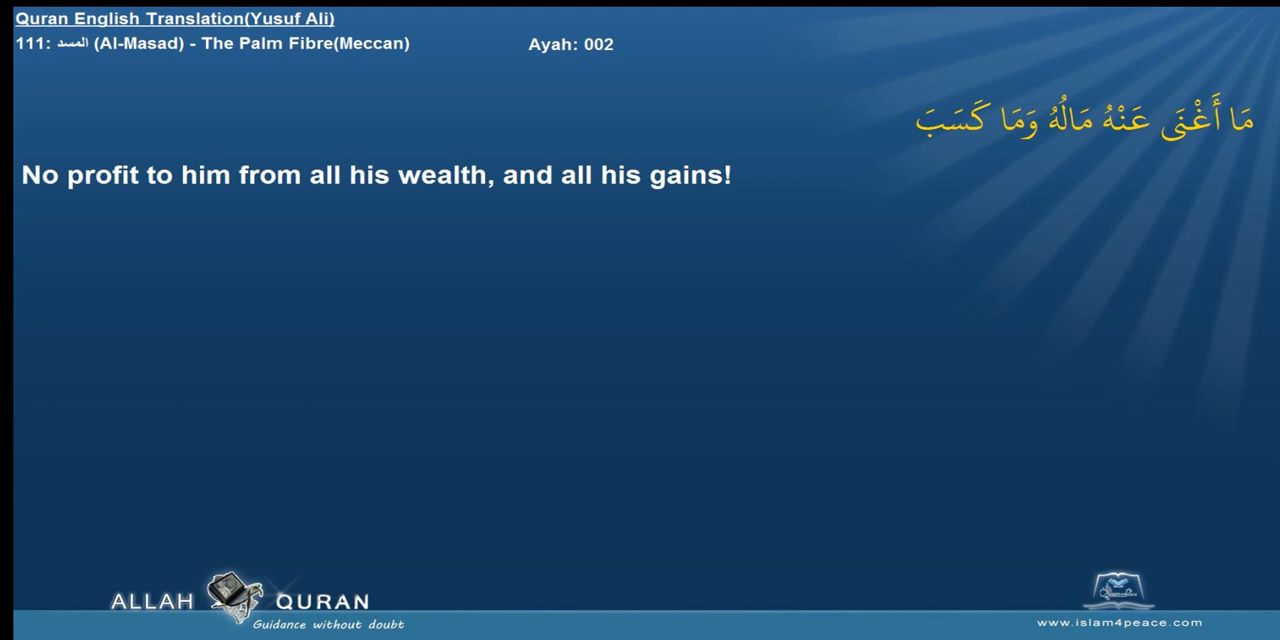 Quran English Translation(Yusuf Ali)
111: المسد (Al-Masad) - The Palm Fibre(Meccan) Ayah: 002
مَا أَغْنَى عَنْهُ مَالُهُ وَمَا كَسَبَ
No profit to him from all his wealth, and all his gains!
ALLAH QURAN
Guidance without doubt
www.islam4peace.com